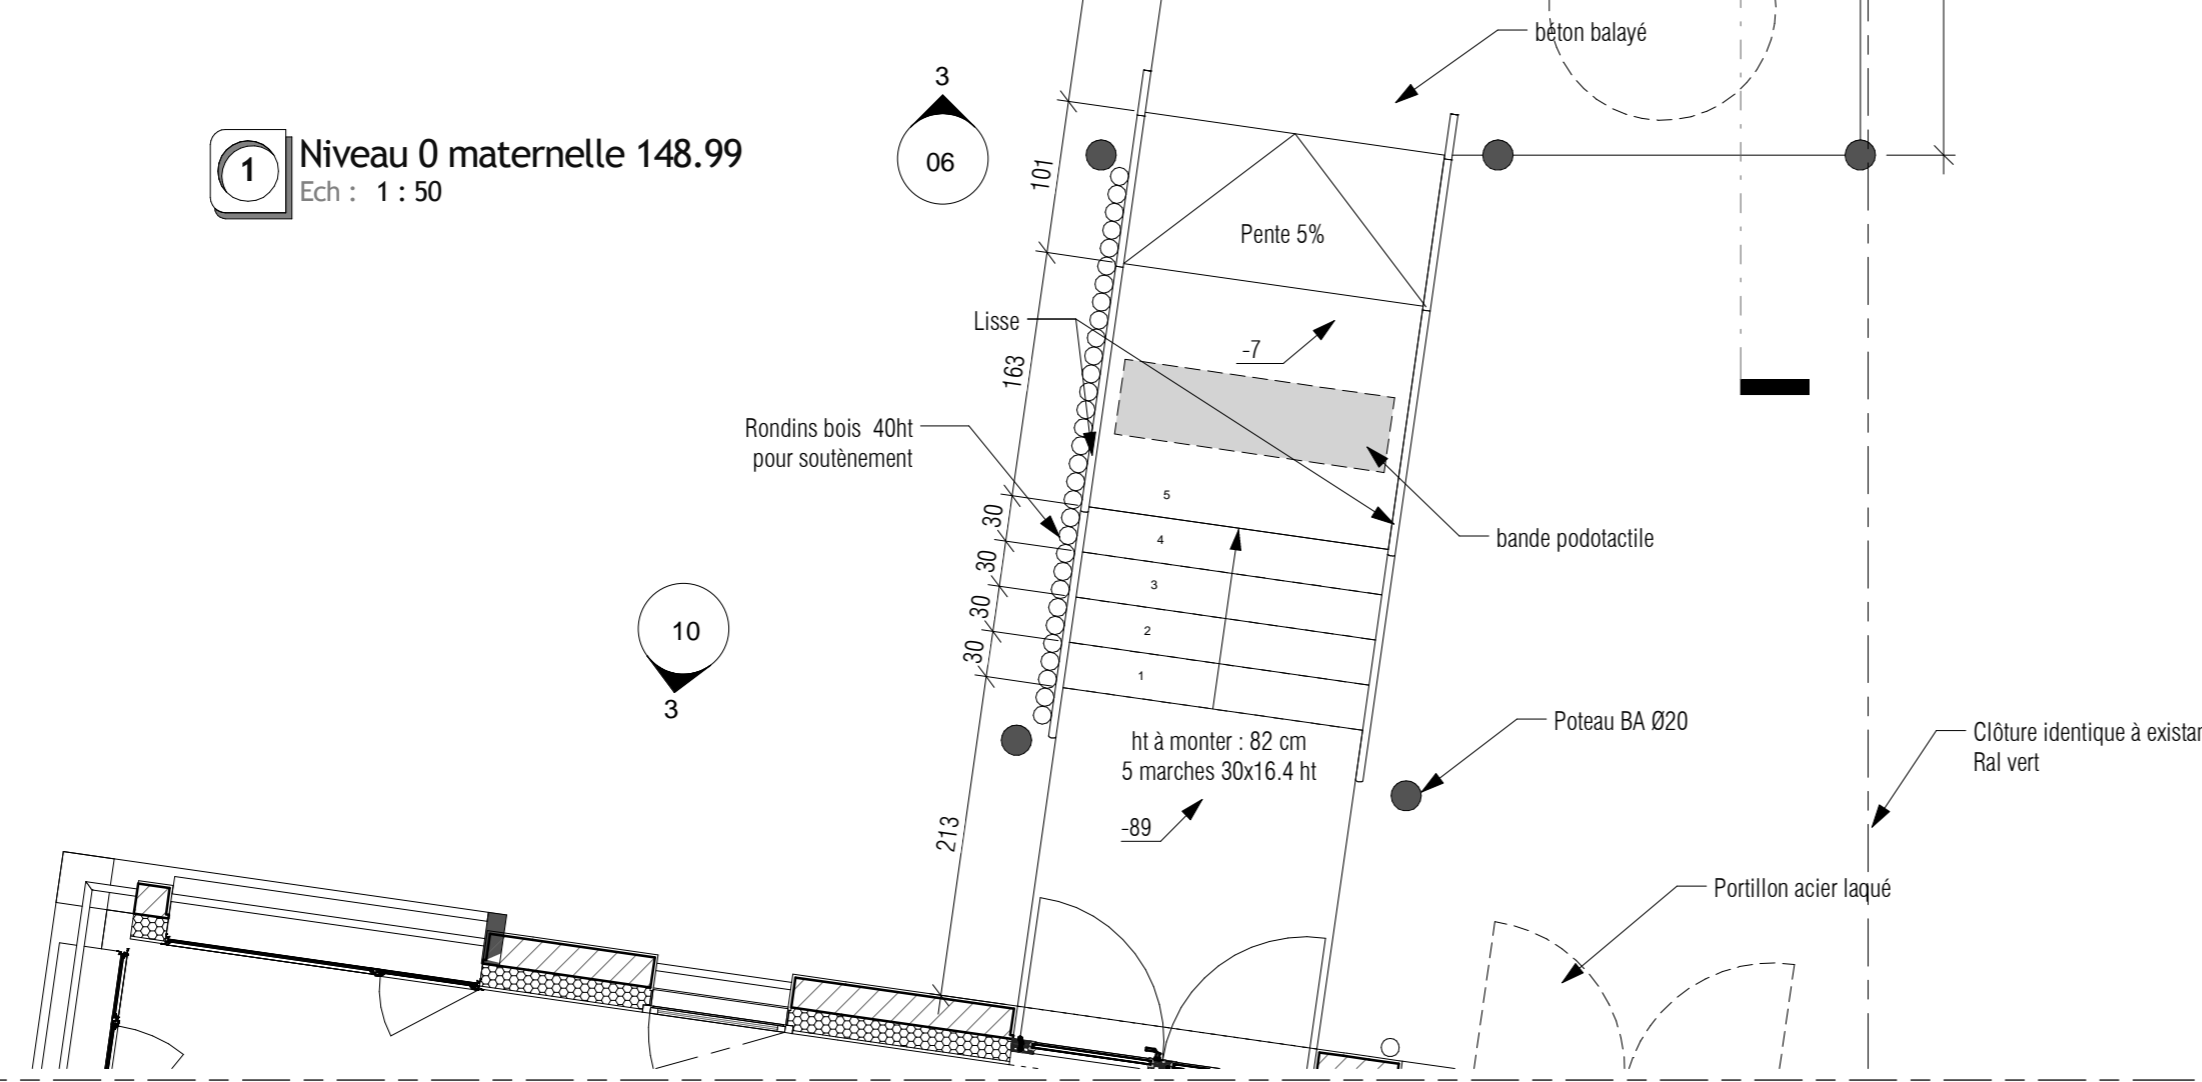 béton balayé
3
06
1
Niveau 0 maternelle 148.99
Ech : 1 : 50
101
Pente 5%
Lisse
-7
163
Rondins bois 40ht
pour soutènement
5
4
3
2
1
30
30
30
30
bande podotactile
10
3
Poteau BA Ø20
Clôture identique à existan
Ral vert
ht à monter : 82 cm
5 marches 30x16.4 ht
-89
213
Portillon acier laqué